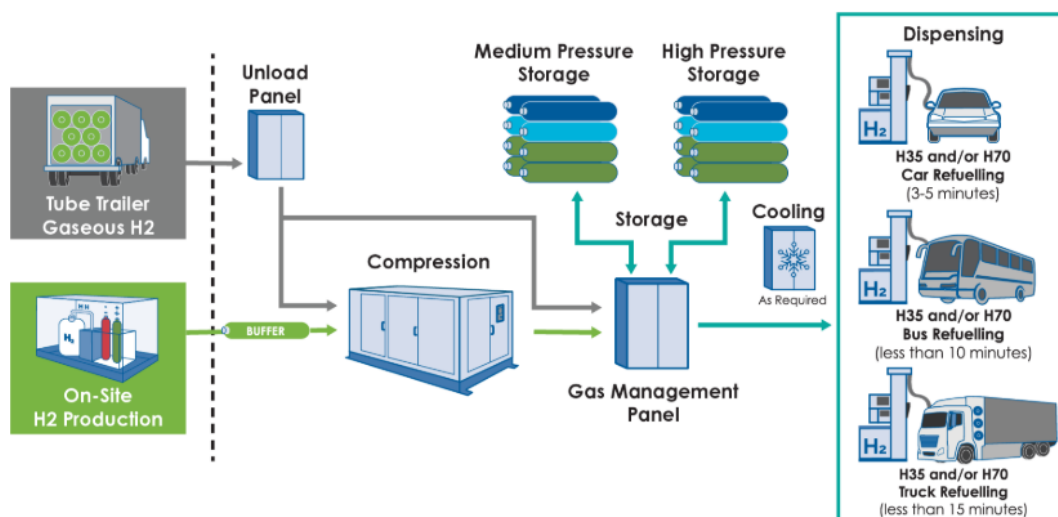 Tube Trailer
Gaseous H2
On-Site
H2 Production
H2
BUFFER
Unload
Panel
Compression
Medium Pressure
Storage
High Pressure
Storage
Storage
Cooling
As Required
Gas Management
Panel
Dispensing
H2
H35 and/or H70
Car Refuelling
(3-5 minutes)
H2
H35 and/or H70
Bus Refuelling
(less than 10 minutes)
H2
H35 and/or H70
Truck Refuelling
(less than 15 minutes)